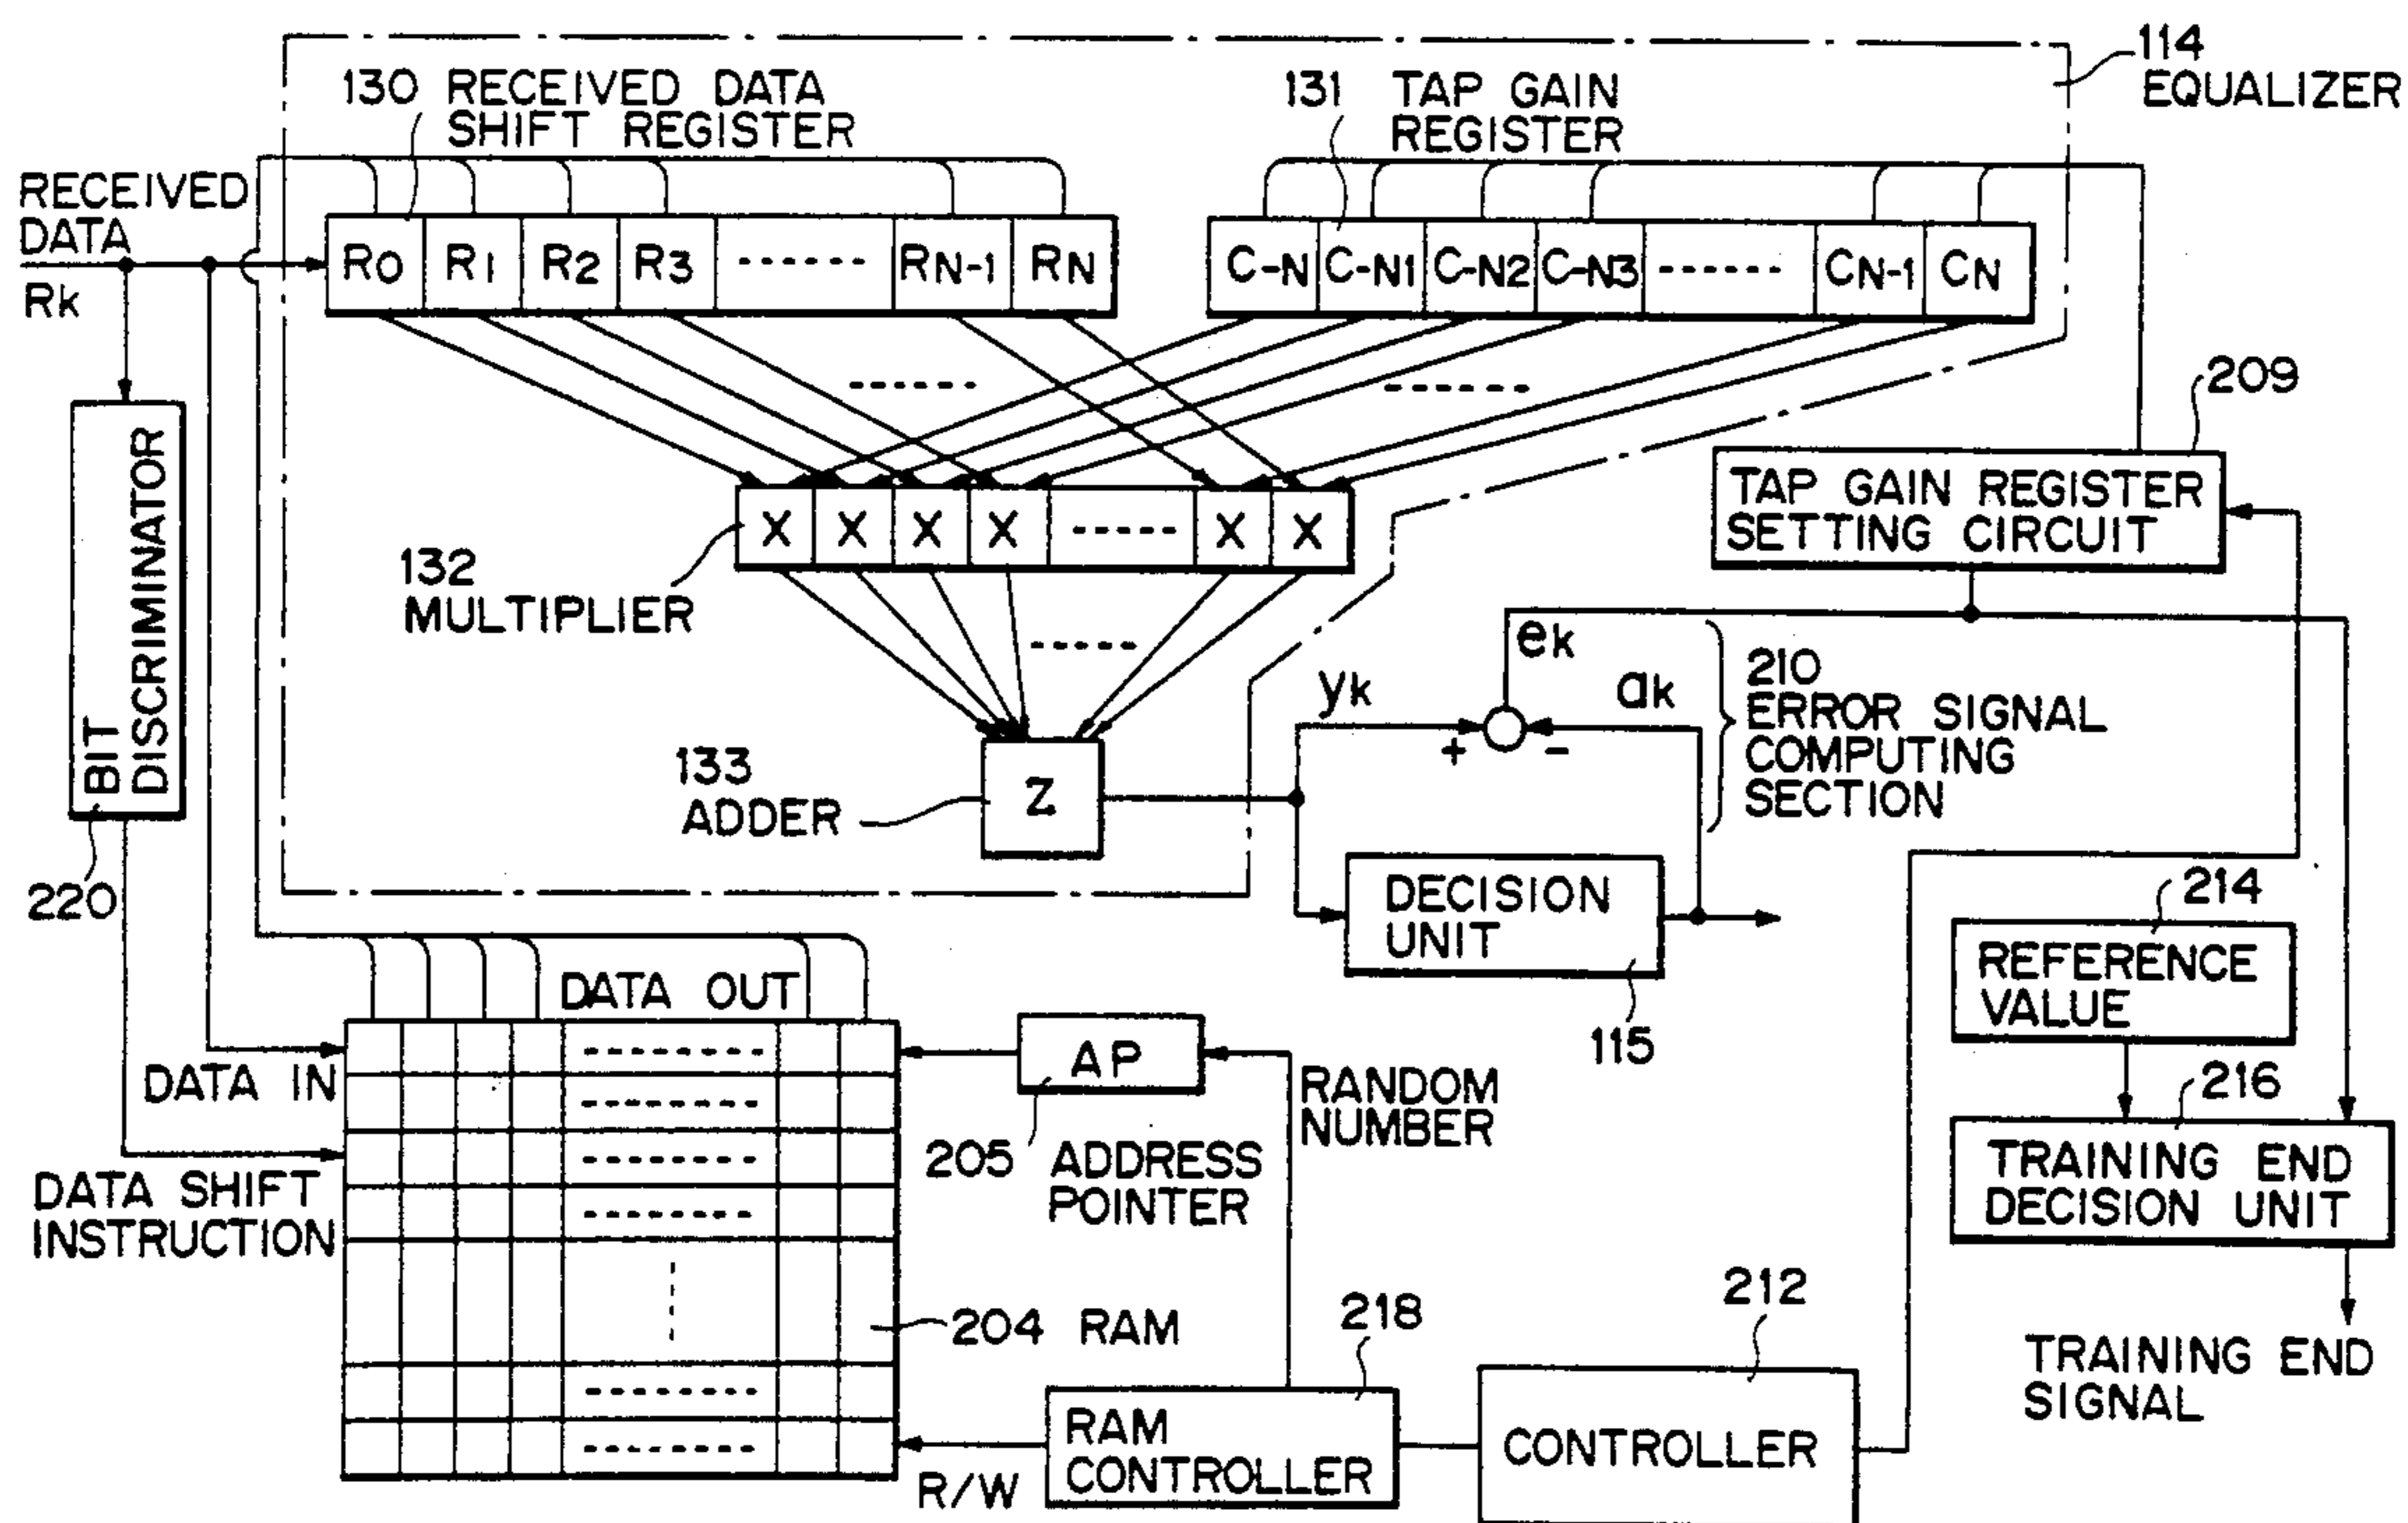 114
EQUALIZER
130 RECEIVED DATA
SHIFT REGISTER
131 TAP GAIN
REGISTER
RECEIVED
DATA
Rk
R0 R1 R2 R3 ------ RN-1 RN
C-N C-N1 C-N2 C-N3 ------ CN-1 CN
209
TAP GAIN REGISTER
SETTING CIRCUIT
BIT
DISCRIMINATOR
220
X X X X ----- X X
132
MULTIPLIER
ek
yk
ak
+
-
210
ERROR SIGNAL
COMPUTING
SECTION
133
ADDER
Z
DECISION
UNIT
115
214
REFERENCE
VALUE
DATA OUT
DATA IN
AP
RANDOM
NUMBER
205 ADDRESS
POINTER
216
TRAINING END
DECISION UNIT
DATA SHIFT
INSTRUCTION
204 RAM
218
212
RAM
CONTROLLER
R/W
CONTROLLER
TRAINING END
SIGNAL